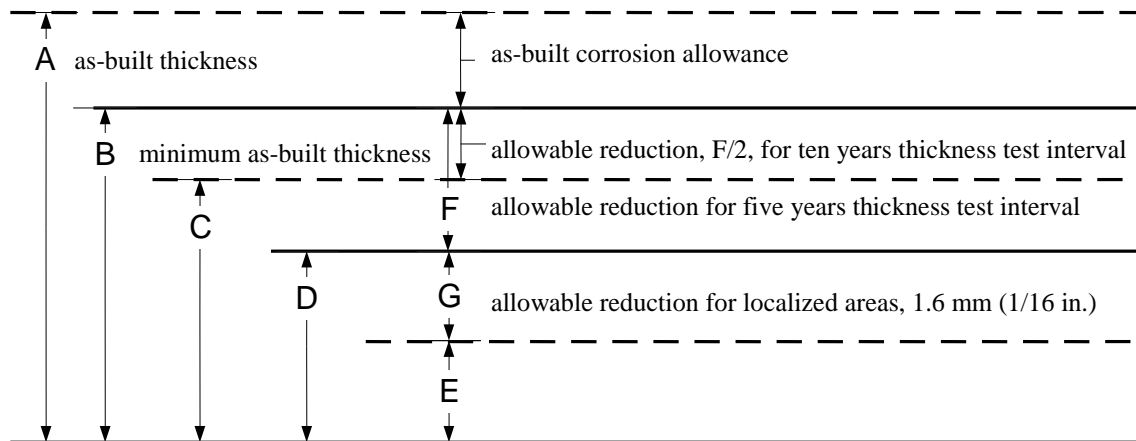 A as-built thickness
as-built corrosion allowance
B minimum as-built thickness
allowable reduction, F/2, for ten years thickness test interval
C
F
allowable reduction for five years thickness test interval
D
G
allowable reduction for localized areas, 1.6 mm (1/16 in.)
E